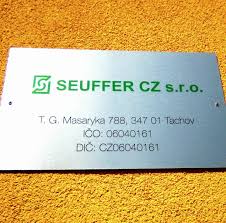 SEUFFER CZ s.r.o.
T. G. Masaryka 788, 347 01 Tachov
IČO: 06040161
DIČ: CZ06040161